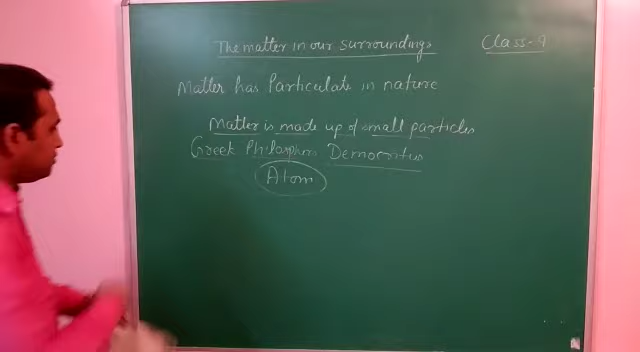 The matter in our surroundings Class-9
Matter has Particulate in nature
Matter is made up of small particles
Greek Philosphers Democritus
Atom